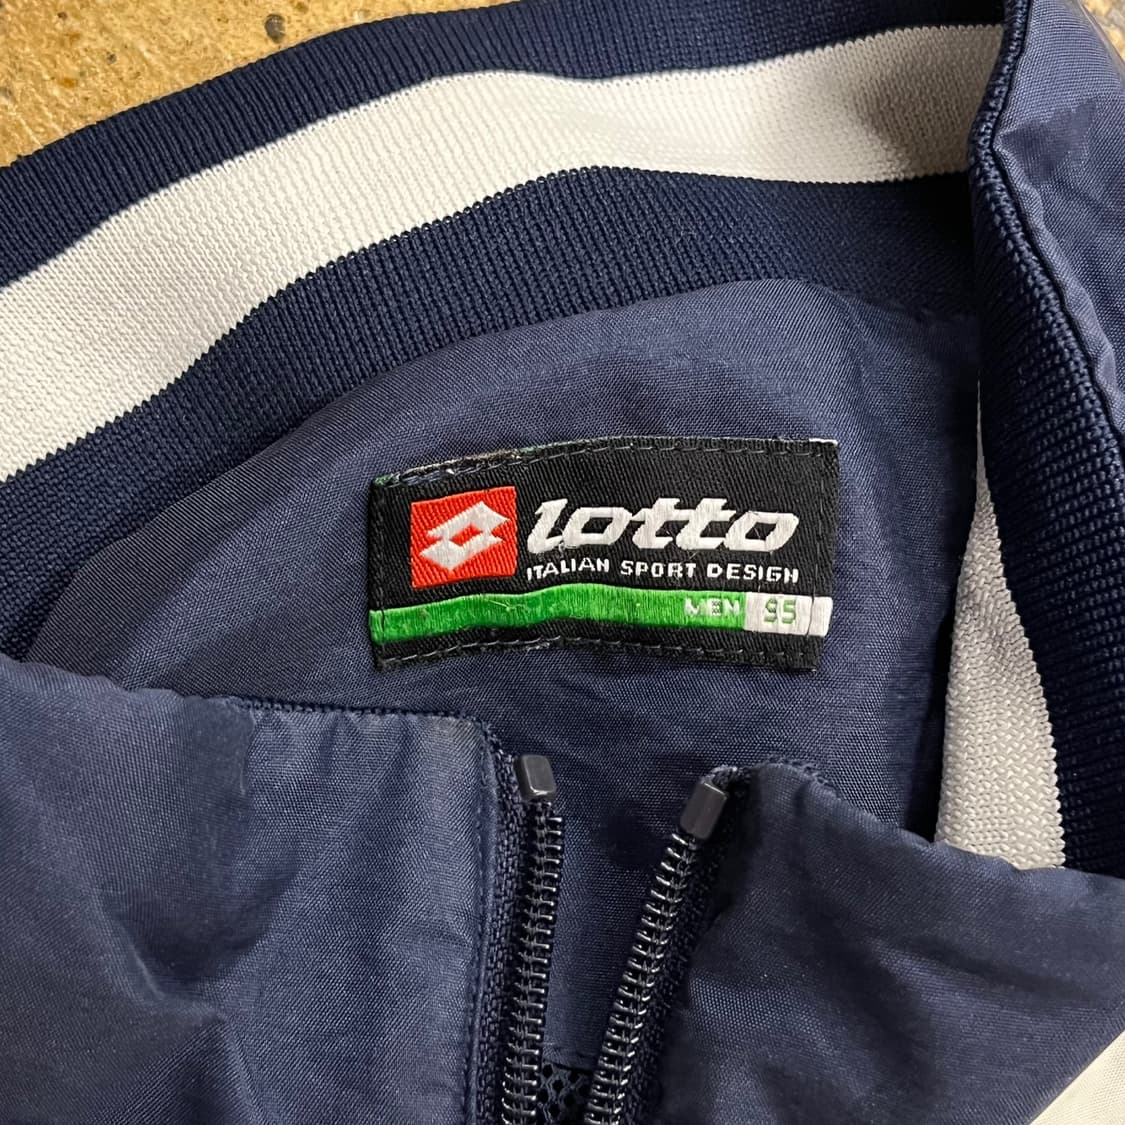 lotto
ITALIAN SPORT DESIGN
MEN 95